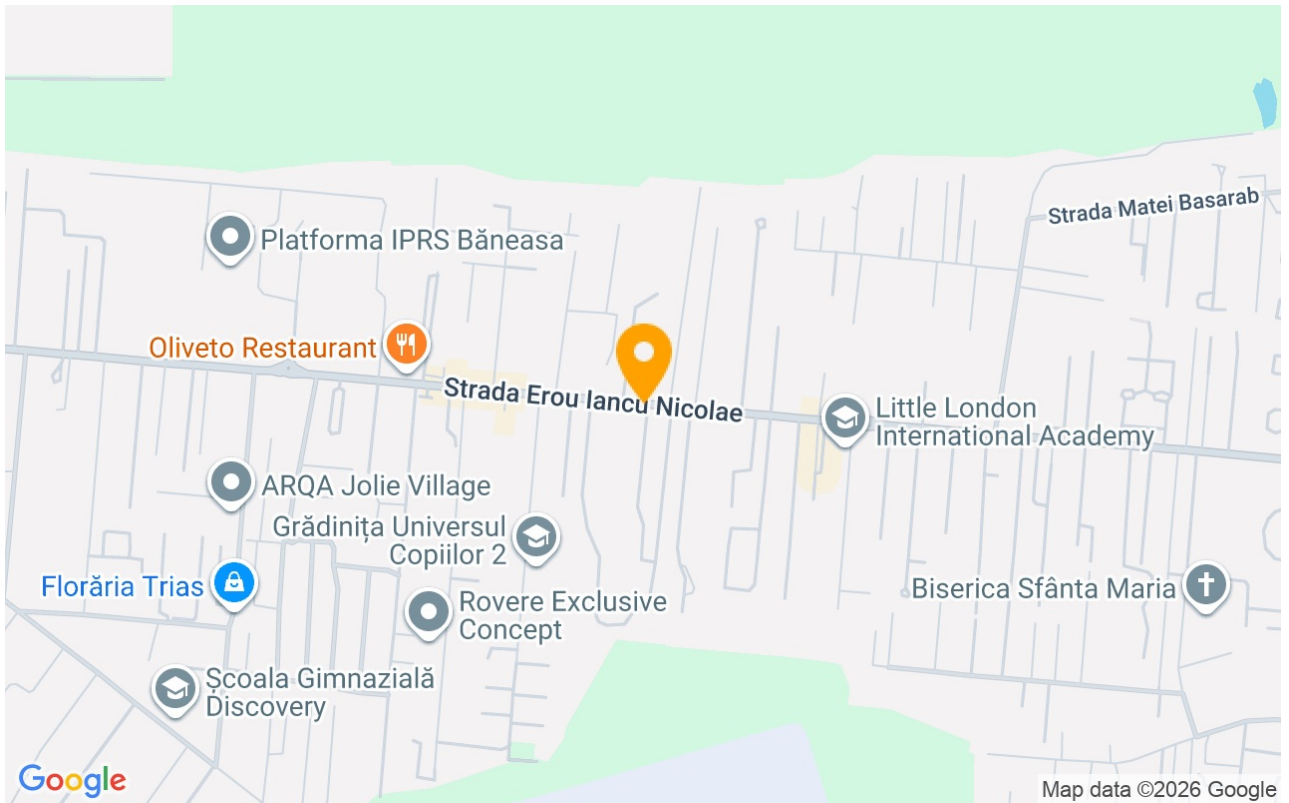 Strada Matei Basarab
Platforma IPRS Băneasa
Oliveto Restaurant
Strada Erou Iancu Nicolae
Little London
International Academy
ARQA Jolie Village
Grădinița Universul
Copiilor 2
Florăria Trias
Biserica Sfânta Maria
Rovere Exclusive
Concept
Școala Gimnazială
Discovery
Google
Map data ©2026 Google